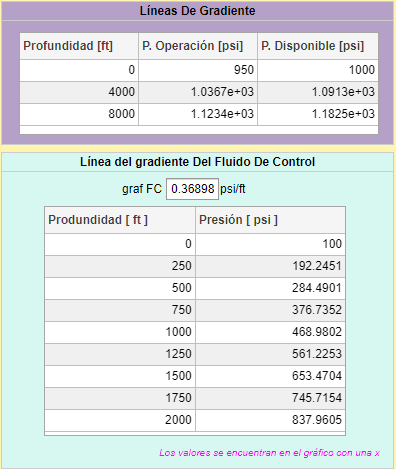 Líneas De Gradiente
Profundidad [ft] P. Operación [psi] P. Disponible [psi]
0 950 1000
4000 1.0367e+03 1.0913e+03
8000 1.1234e+03 1.1825e+03
Línea del gradiente Del Fluido De Control
graf FC 0.36898 psi/ft
Produndidad [ ft ] Presión [ psi ]
0 100
250 192.2451
500 284.4901
750 376.7352
1000 468.9802
1250 561.2253
1500 653.4704
1750 745.7154
2000 837.9605
Los valores se encuentran en el gráfico con una x